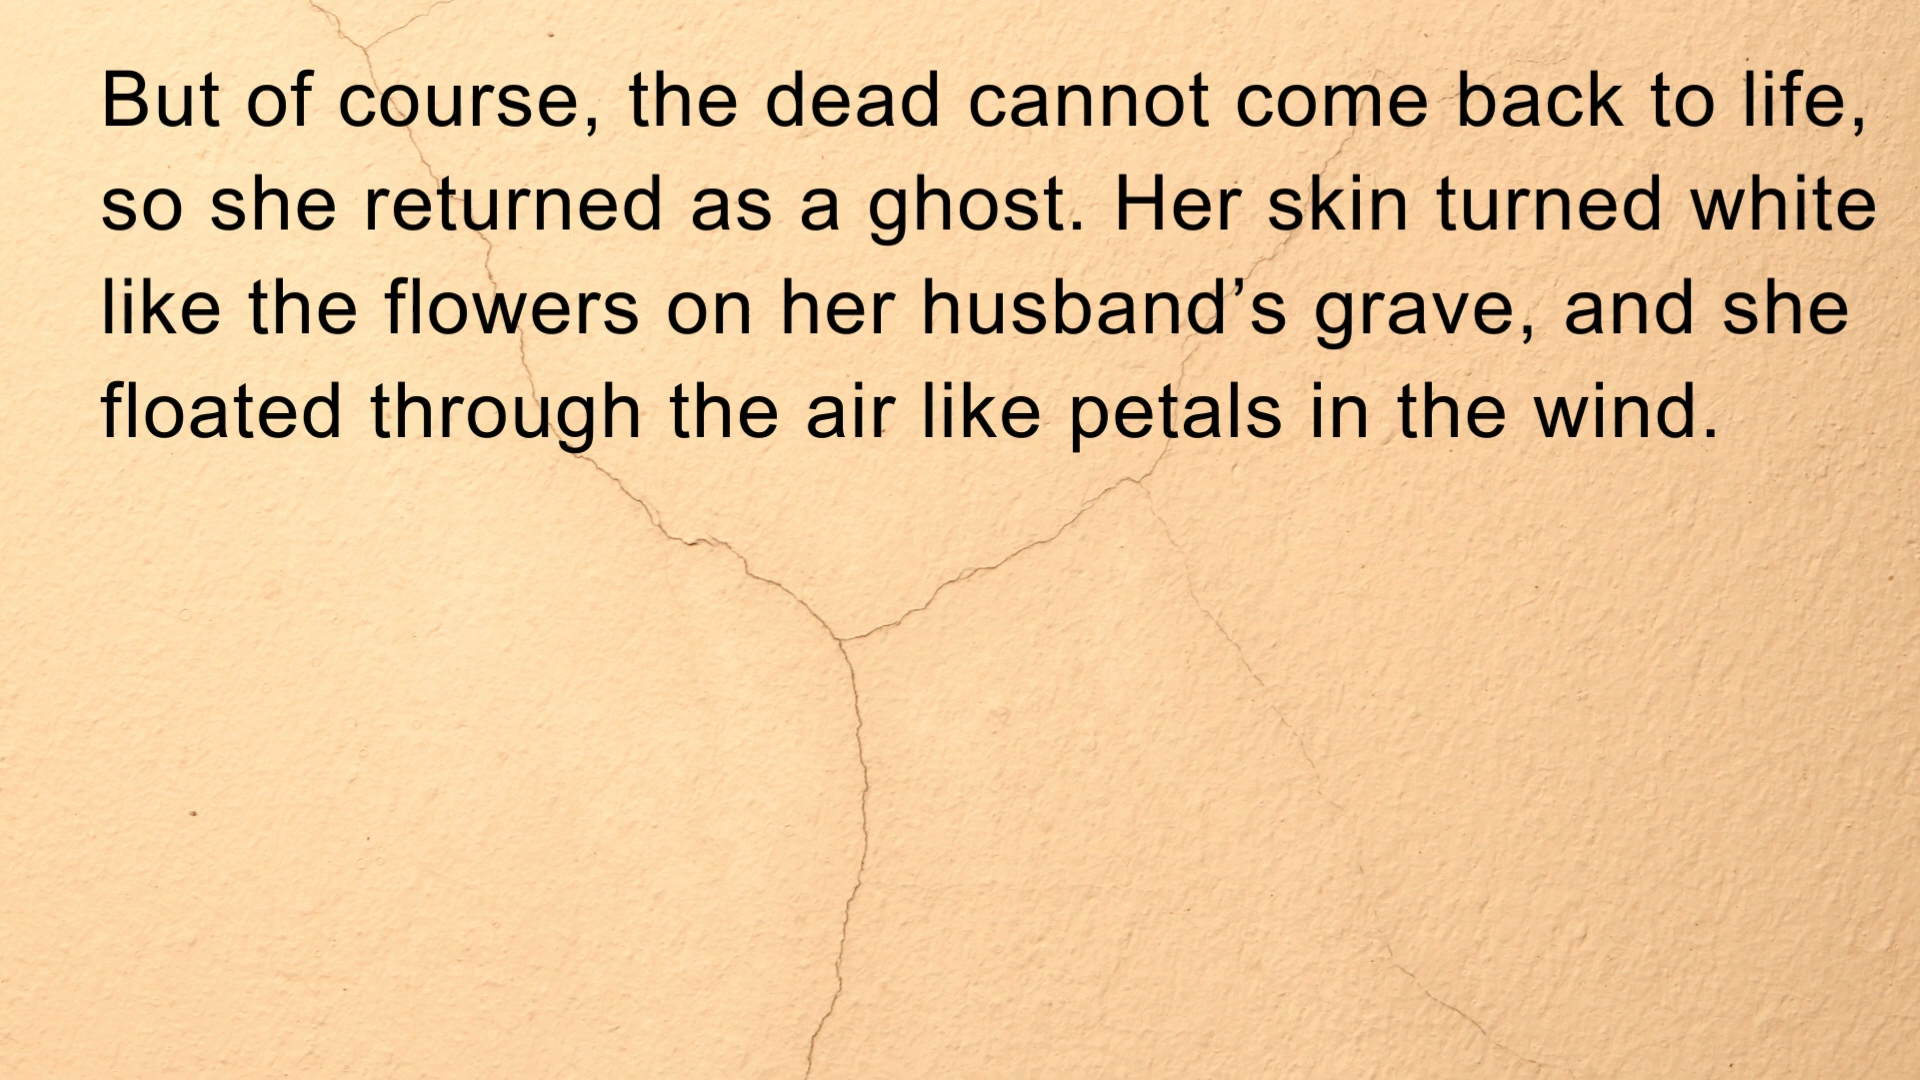 But of course, the dead cannot come back to life,
so she returned as a ghost. Her skin turned white
like the flowers on her husband’s grave, and she
floated through the air like petals in the wind.